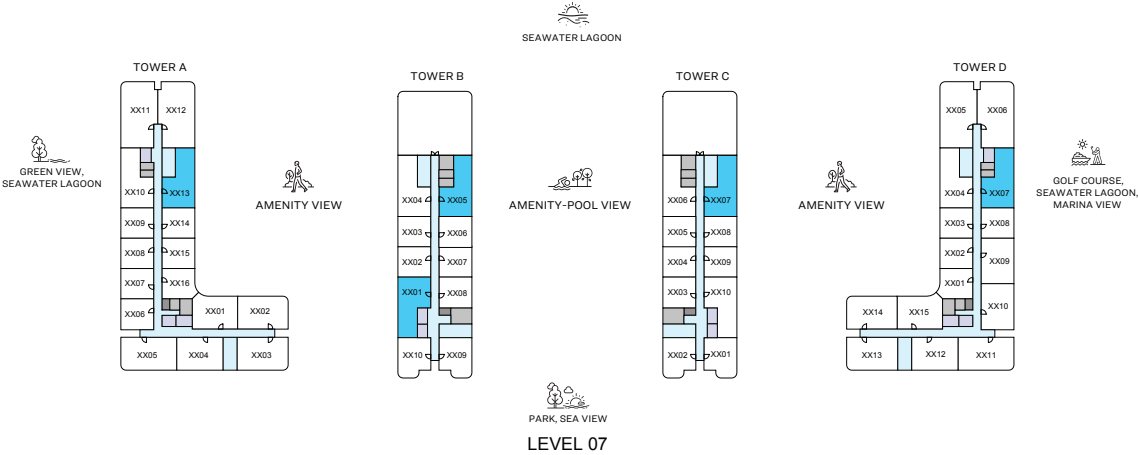 SEAWATER LAGOON
TOWER A
TOWER B
TOWER C
TOWER D
XX11
XX12
XX05
XX06
GREEN VIEW,
SEAWATER LAGOON
AMENITY VIEW
AMENITY-POOL VIEW
AMENITY VIEW
GOLF COURSE,
SEAWATER LAGOON,
MARINA VIEW
XX10
XX13
XX04
XX05
XX06
XX07
XX04
XX07
XX09
XX14
XX03
XX06
XX05
XX08
XX03
XX08
XX08
XX15
XX02
XX07
XX04
XX09
XX02
XX09
XX07
XX16
XX01
XX08
XX03
XX10
XX01
XX10
XX06
XX01
XX02
XX14
XX15
XX05
XX04
XX03
XX10
XX09
XX02
XX01
XX13
XX12
XX11
PARK, SEA VIEW
LEVEL 07